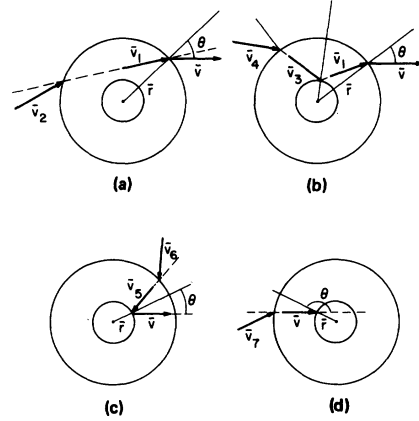 v̄₁ θ v̄ r̄ v̄₂
(a)
v̄₄ v̄₃ v̄₁ θ v̄ r̄
(b)
v̄₆ v̄₅ θ r̄ v̄
(c)
θ v̄ r̄ v̄₇
(d)